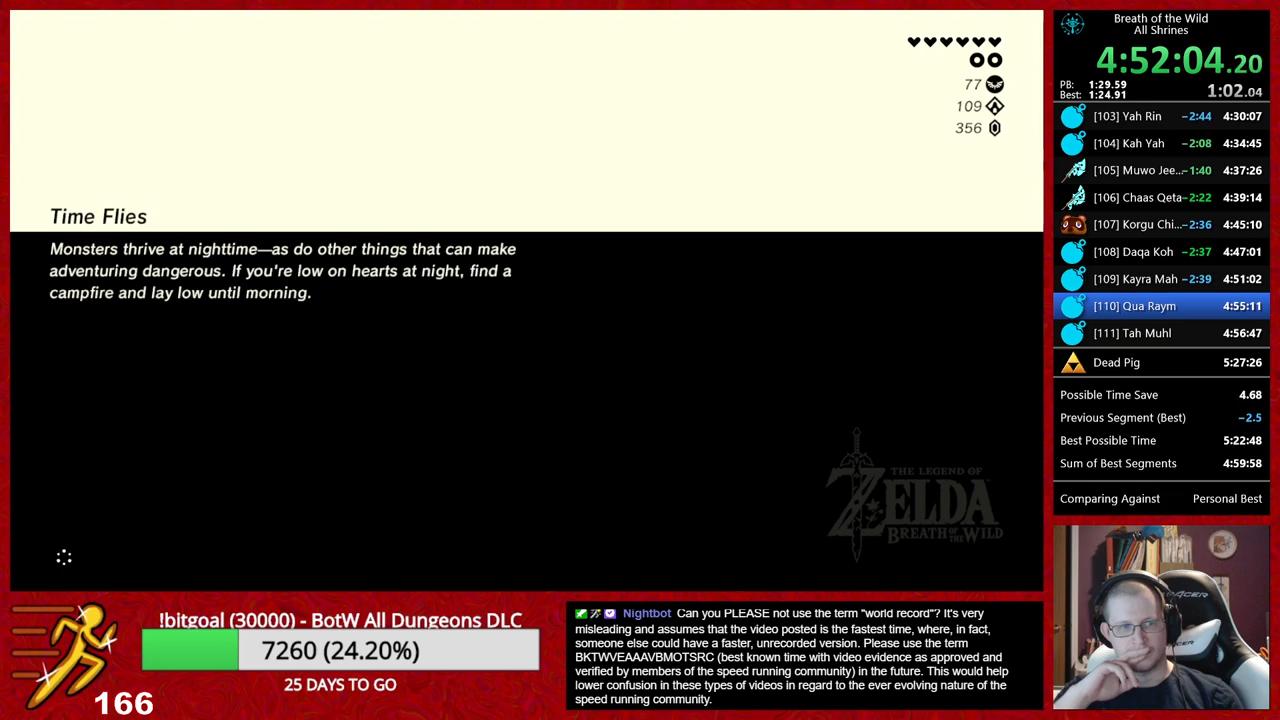 77
109
356
Time Flies
Monsters thrive at nighttime—as do other things that can make
adventuring dangerous. If you're low on hearts at night, find a
campfire and lay low until morning.
THE LEGEND OF
ZELDA
BREATH OF THE WILD
Breath of the Wild
All Shrines
4:52:04.20
PB: 1:29.59
Best: 1:24.91
1:02.04
[103] Yah Rin −2:44 4:30:07
[104] Kah Yah −2:08 4:34:45
[105] Muwo Jee... −1:40 4:37:26
[106] Chaas Qeta −2:22 4:39:14
[107] Korgu Chi... −2:36 4:45:10
[108] Daqa Koh −2:37 4:47:01
[109] Kayra Mah −2:39 4:51:02
[110] Qua Raym 4:55:11
[111] Tah Muhl 4:56:47
Dead Pig 5:27:26
Possible Time Save 4.68
Previous Segment (Best) −2.5
Best Possible Time 5:22:48
Sum of Best Segments 4:59:58
Comparing Against Personal Best
166
!bitgoal (30000) - BotW All Dungeons DLC
7260 (24.20%)
25 DAYS TO GO
Nightbot Can you PLEASE not use the term "world record"? It's very
misleading and assumes that the video posted is the fastest time, where, in fact,
someone else could have a faster, unrecorded version. Please use the term
BKTWVEAAAVBMOTSRC (best known time with video evidence as approved and
verified by members of the speed running community) in the future. This would help
lower confusion in these types of videos in regard to the ever evolving nature of the
speed running community.